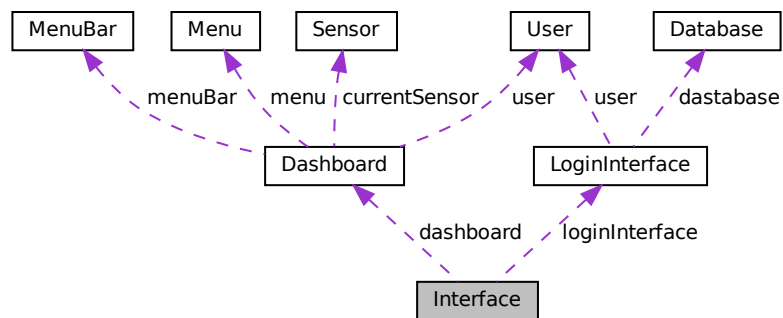 MenuBar Menu Sensor User Database
menuBar menu currentSensor user user dastabase
Dashboard LoginInterface
dashboard loginInterface
Interface